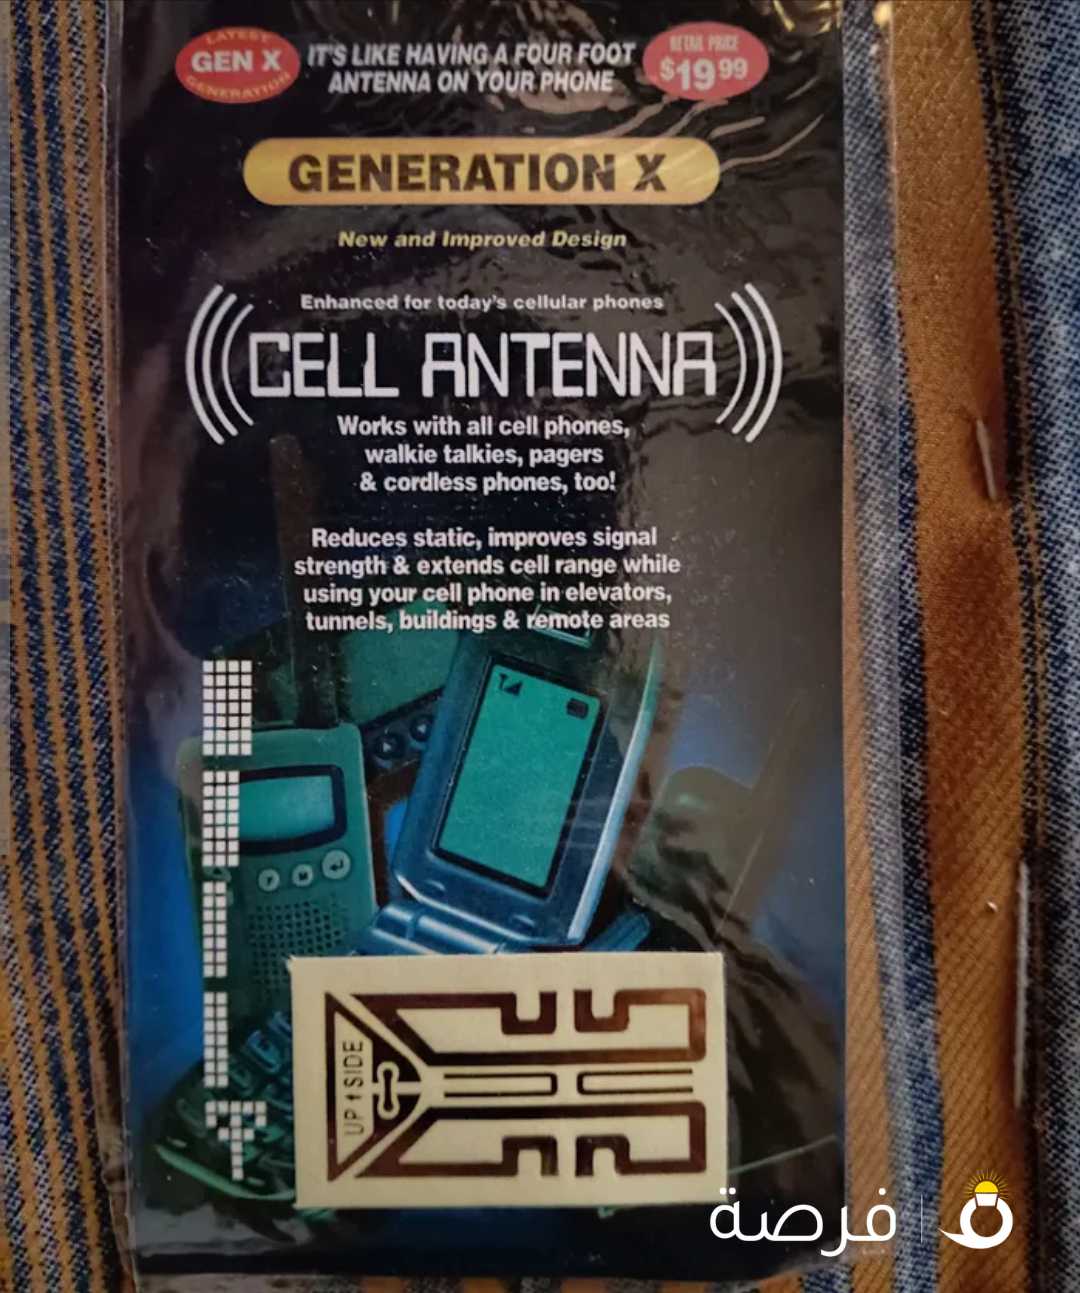 LATEST
GEN X
GENERATION
IT'S LIKE HAVING A FOUR FOOT
ANTENNA ON YOUR PHONE
RETAIL PRICE
$19.99
GENERATION X
New and Improved Design
Enhanced for today's cellular phones
CELL ANTENNA
Works with all cell phones,
walkie talkies, pagers
& cordless phones, too!
Reduces static, improves signal
strength & extends cell range while
using your cell phone in elevators,
tunnels, buildings & remote areas
UP SIDE
فرصة